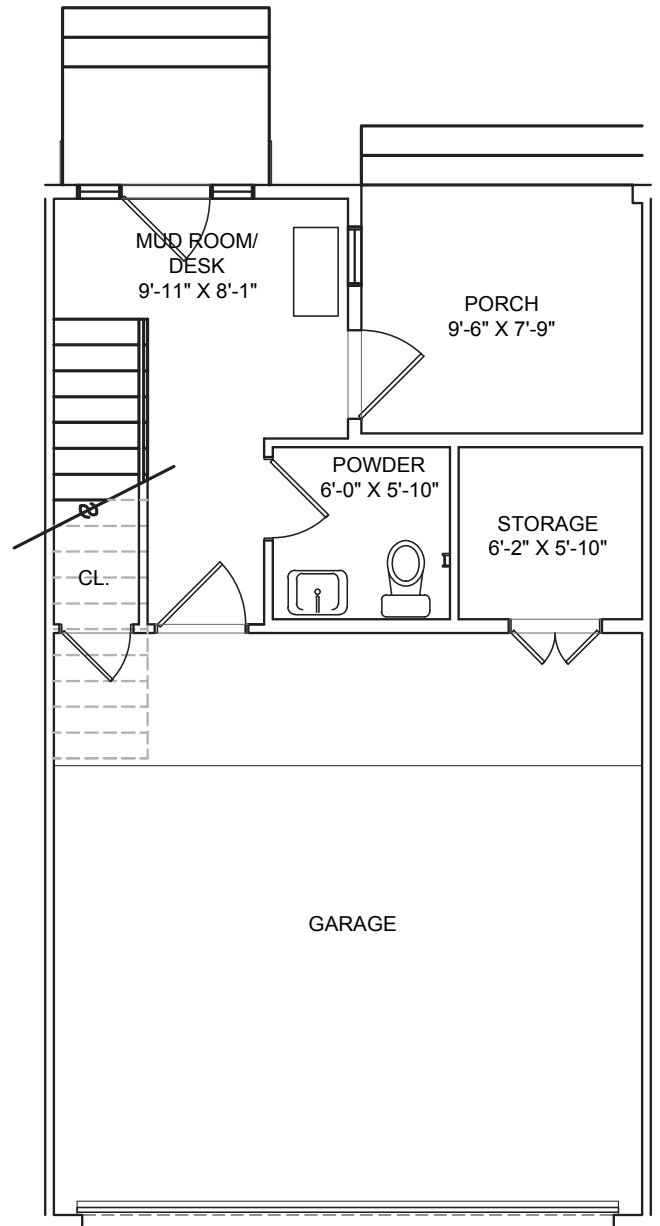 MUD ROOM/
DESK
9'-11" X 8'-1"
PORCH
9'-6" X 7'-9"
POWDER
6'-0" X 5'-10"
STORAGE
6'-2" X 5'-10"
CL.
GARAGE